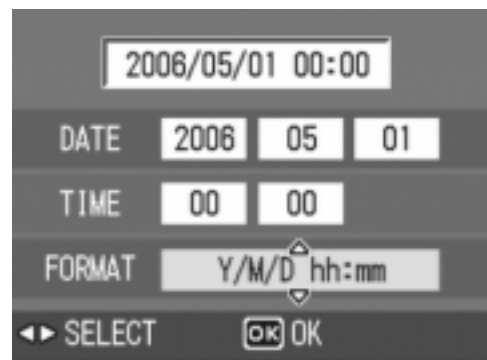 2006/05/01 00:00
DATE 2006 05 01
TIME 00 00
FORMAT Y/M/D hh:mm
SELECT OK OK